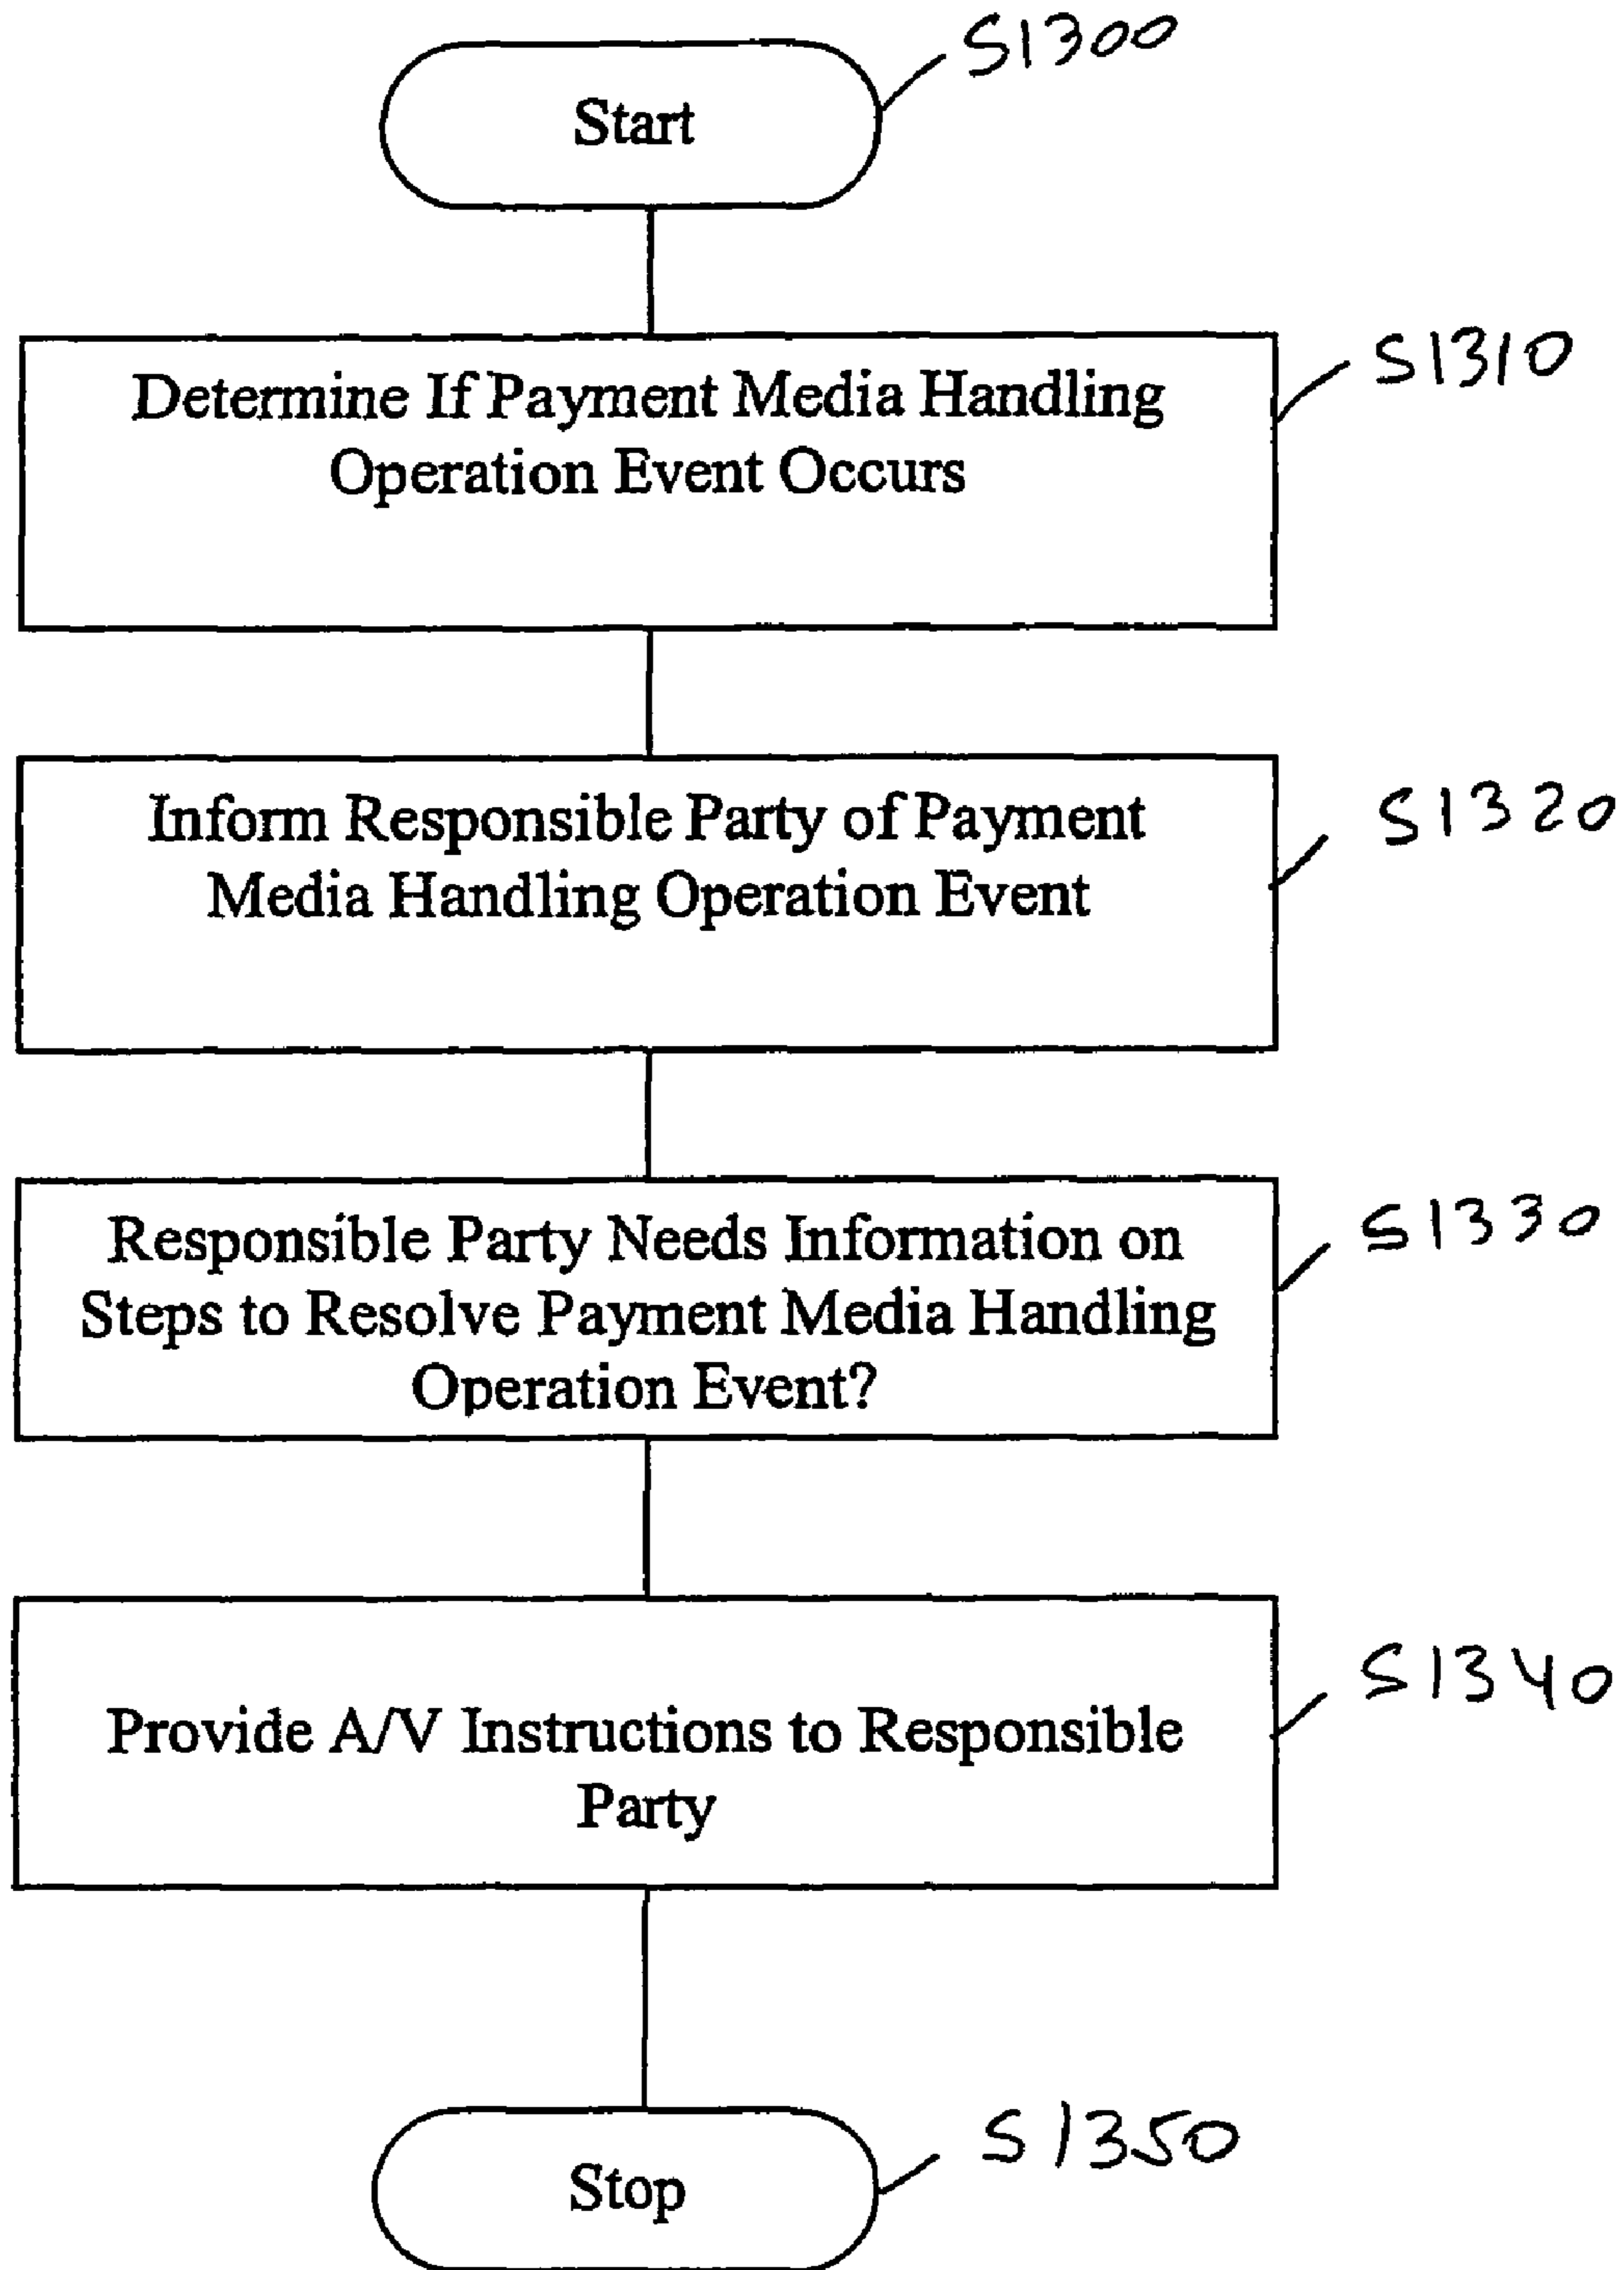 S1300
Start
S1310
Determine If Payment Media Handling
Operation Event Occurs
S1320
Inform Responsible Party of Payment
Media Handling Operation Event
S1330
Responsible Party Needs Information on
Steps to Resolve Payment Media Handling
Operation Event?
S1340
Provide A/V Instructions to Responsible
Party
S1350
Stop